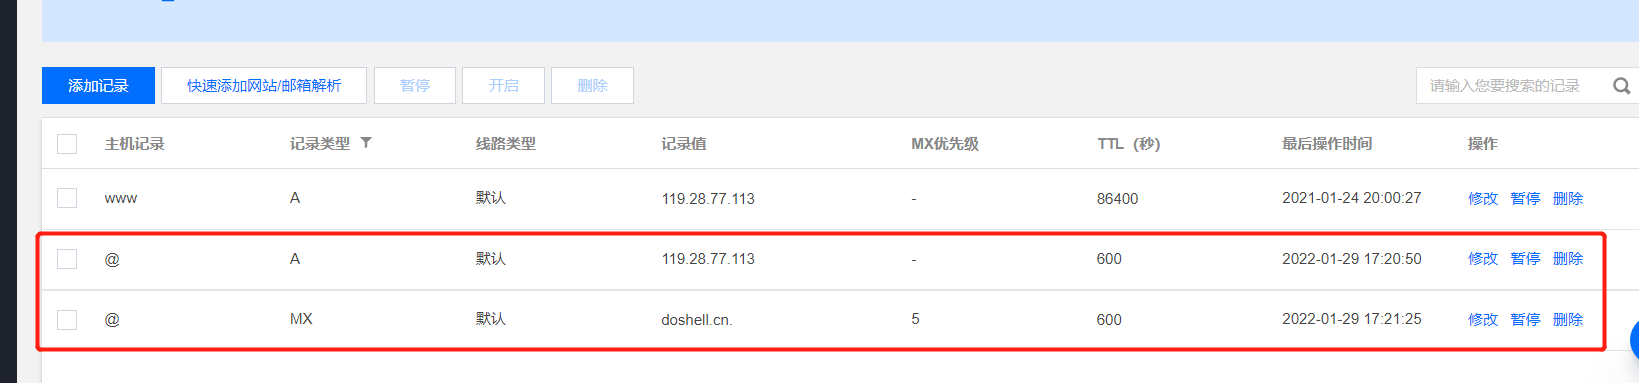 添加记录 快速添加网站/邮箱解析 暂停 开启 删除 请输入您要搜索的记录
主机记录 记录类型 线路类型 记录值 MX优先级 TTL（秒） 最后操作时间 操作
www A 默认 119.28.77.113 - 86400 2021-01-24 20:00:27 修改 暂停 删除
@ A 默认 119.28.77.113 - 600 2022-01-29 17:20:50 修改 暂停 删除
@ MX 默认 doshell.cn. 5 600 2022-01-29 17:21:25 修改 暂停 删除